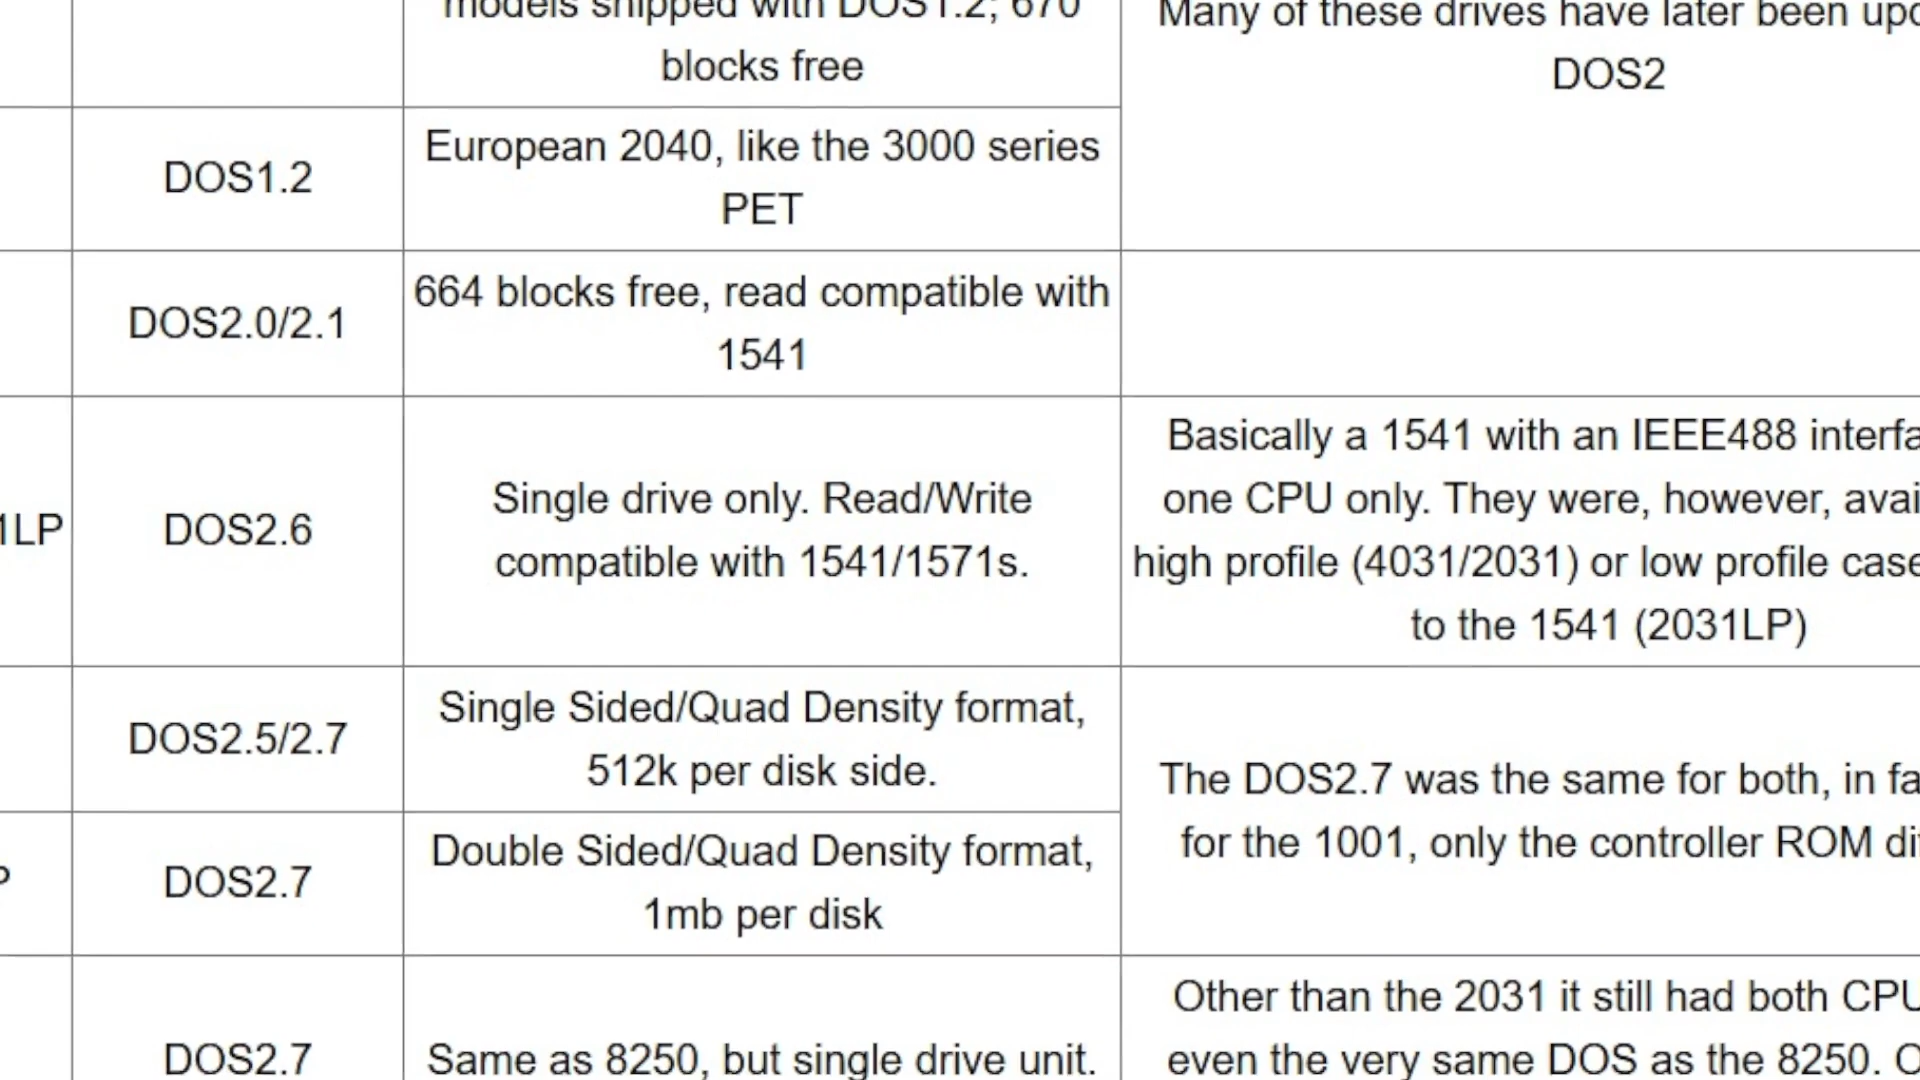 models shipped with DOS1.2; 670
blocks free
Many of these drives have later been
DOS2
DOS1.2
European 2040, like the 3000 series
PET
DOS2.0/2.1
664 blocks free, read compatible with
1541
1LP
DOS2.6
Single drive only. Read/Write
compatible with 1541/1571s.
Basically a 1541 with an IEEE488
one CPU only. They were, however,
high profile (4031/2031) or low profile case
to the 1541 (2031LP)
DOS2.5/2.7
Single Sided/Quad Density format,
512k per disk side.
The DOS2.7 was the same for both, in
for the 1001, only the controller ROM
DOS2.7
Double Sided/Quad Density format,
1mb per disk
DOS2.7
Same as 8250, but single drive unit.
Other than the 2031 it still had both CPU
even the very same DOS as the 8250.